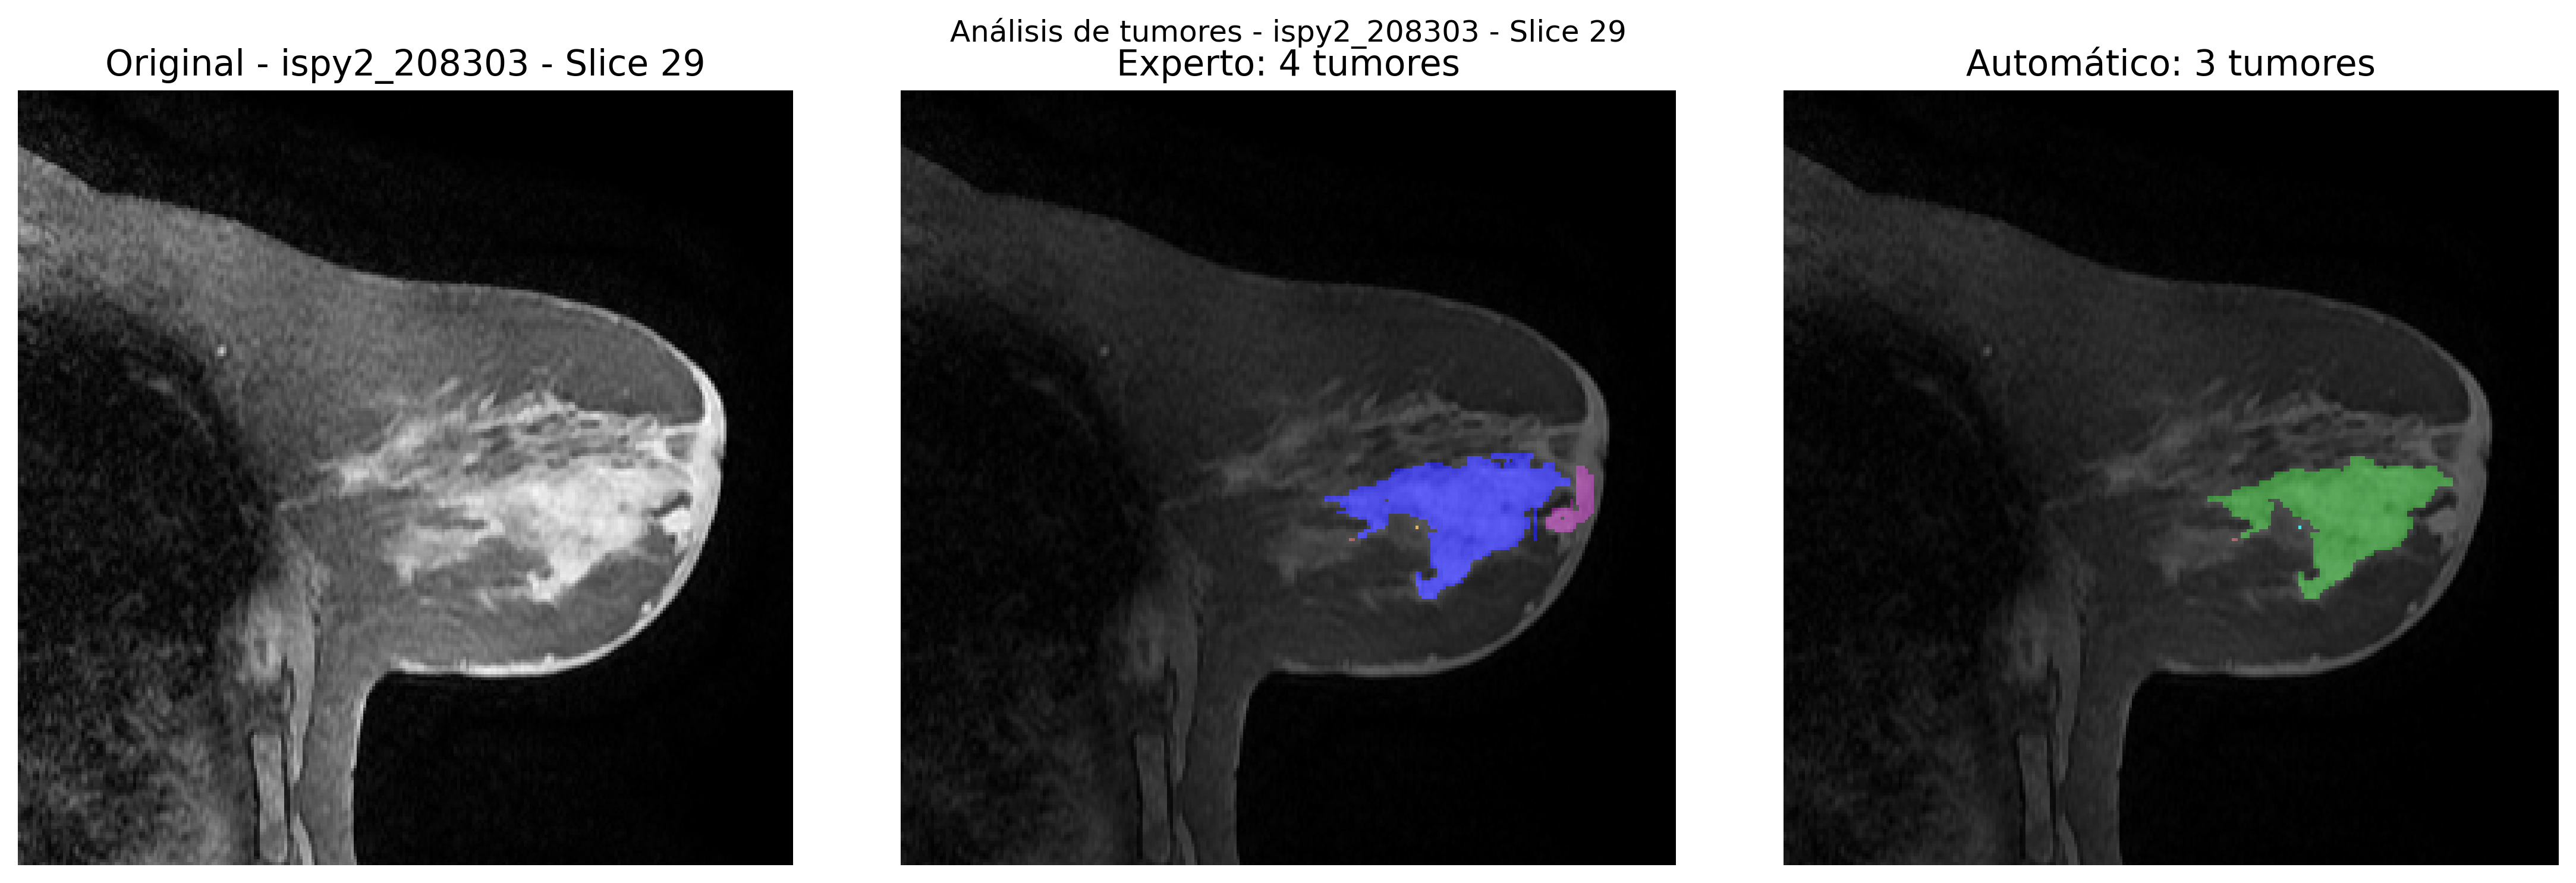 Análisis de tumores - ispy2_208303 - Slice 29
Original - ispy2_208303 - Slice 29
Experto: 4 tumores
Automático: 3 tumores